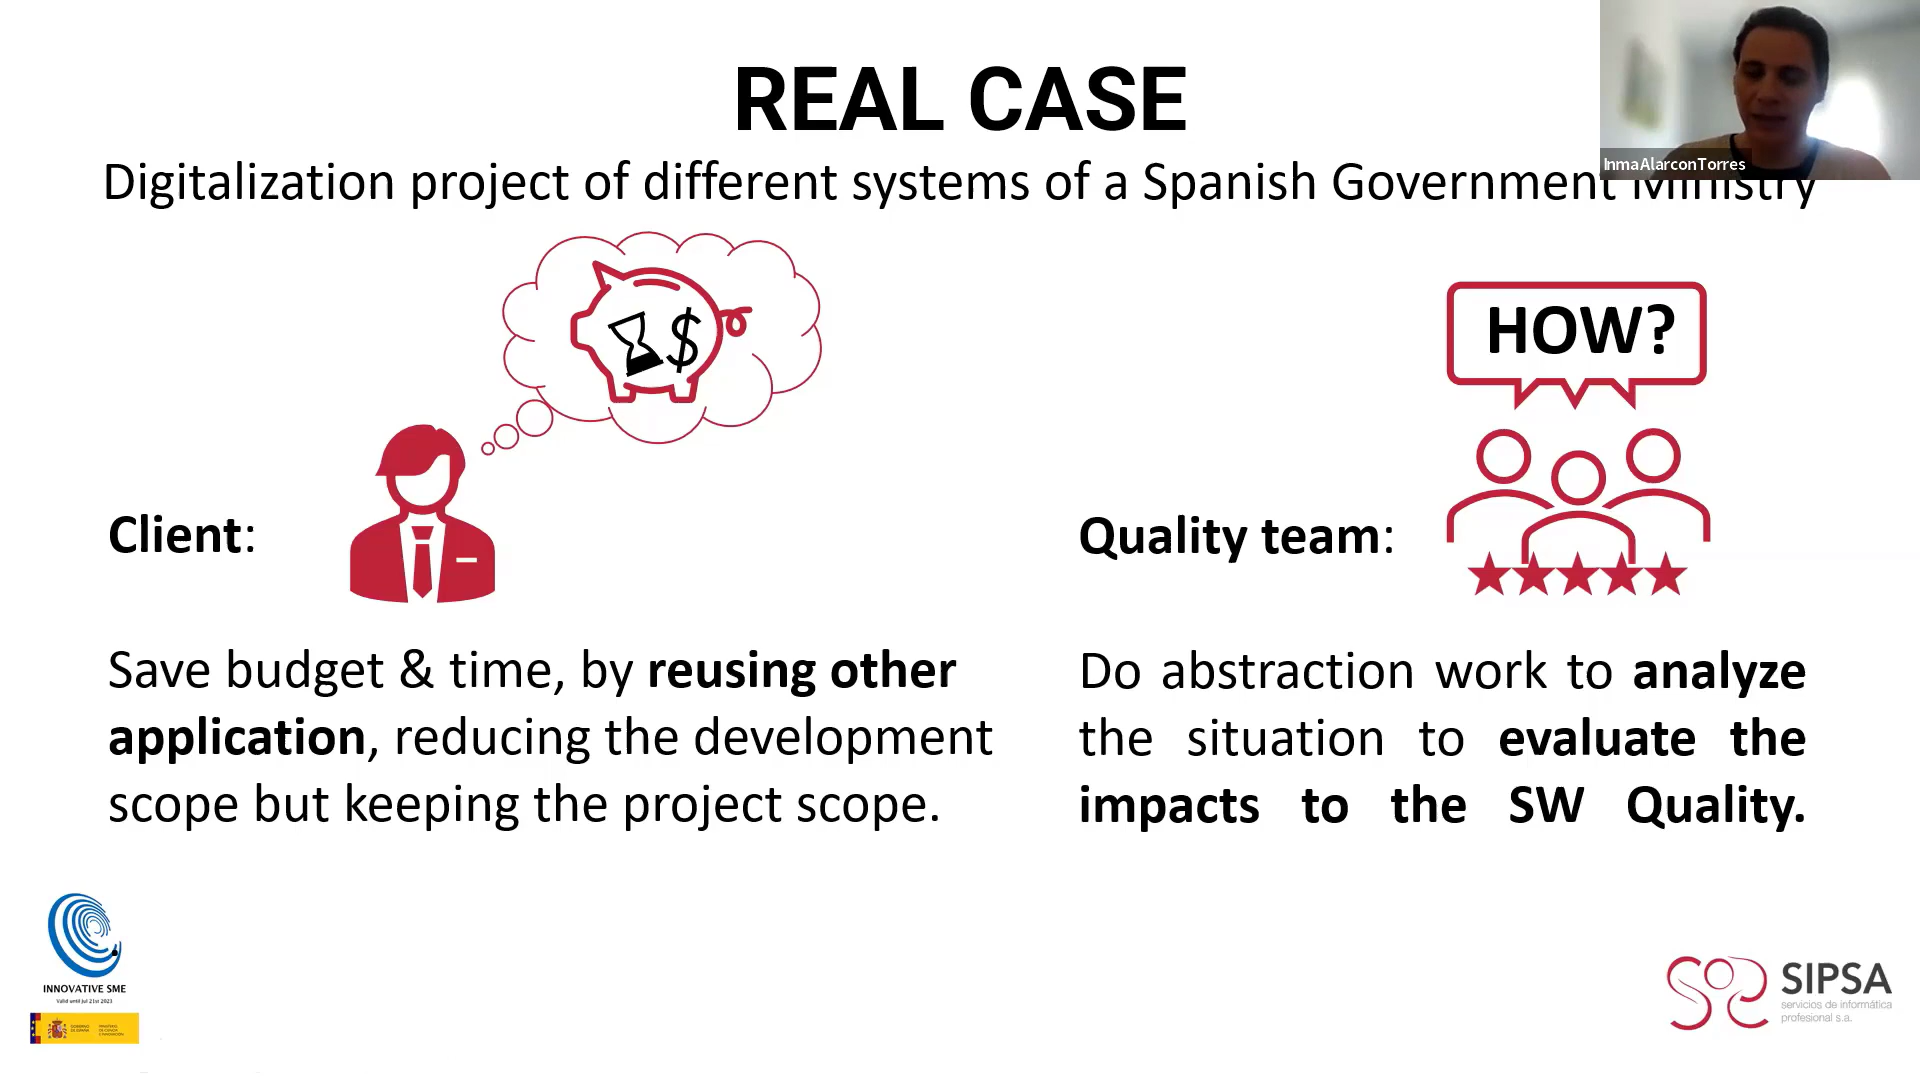 REAL CASE
InmaAlarconTorres
Digitalization project of different systems of a Spanish Government Ministry
$
HOW?
Client:
Quality team:
Save budget & time, by reusing other
application, reducing the development
scope but keeping the project scope.
Do abstraction work to analyze
the situation to evaluate the
impacts to the SW Quality.
INNOVATIVE SME
Valid until Jul 21st 2023
GOBIERNO
DE ESPAÑA
MINISTERIO
DE CIENCIA
E INNOVACIÓN
SIPSA
servicios de informática
profesional s.a.